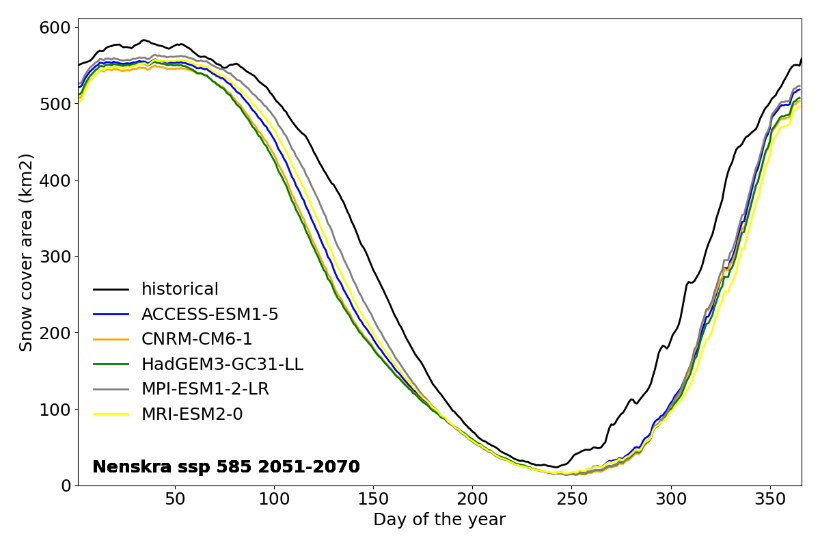 600
500
400
300
200
100
0
Snow cover area (km2)
historical
ACCESS-ESM1-5
CNRM-CM6-1
HadGEM3-GC31-LL
MPI-ESM1-2-LR
MRI-ESM2-0
Nenskra ssp 585 2051-2070
50 100 150 200 250 300 350
Day of the year